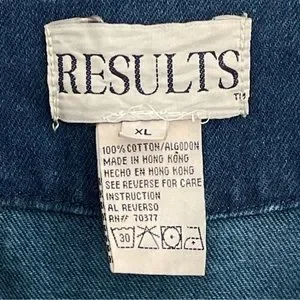 RESULTS
TM
XL
100% COTTON/ALGODON
MADE IN HONG KONG
HECHO EN HONG KONG
SEE REVERSE FOR CARE
INSTRUCTION
AL REVERSO
RN# 70377
30